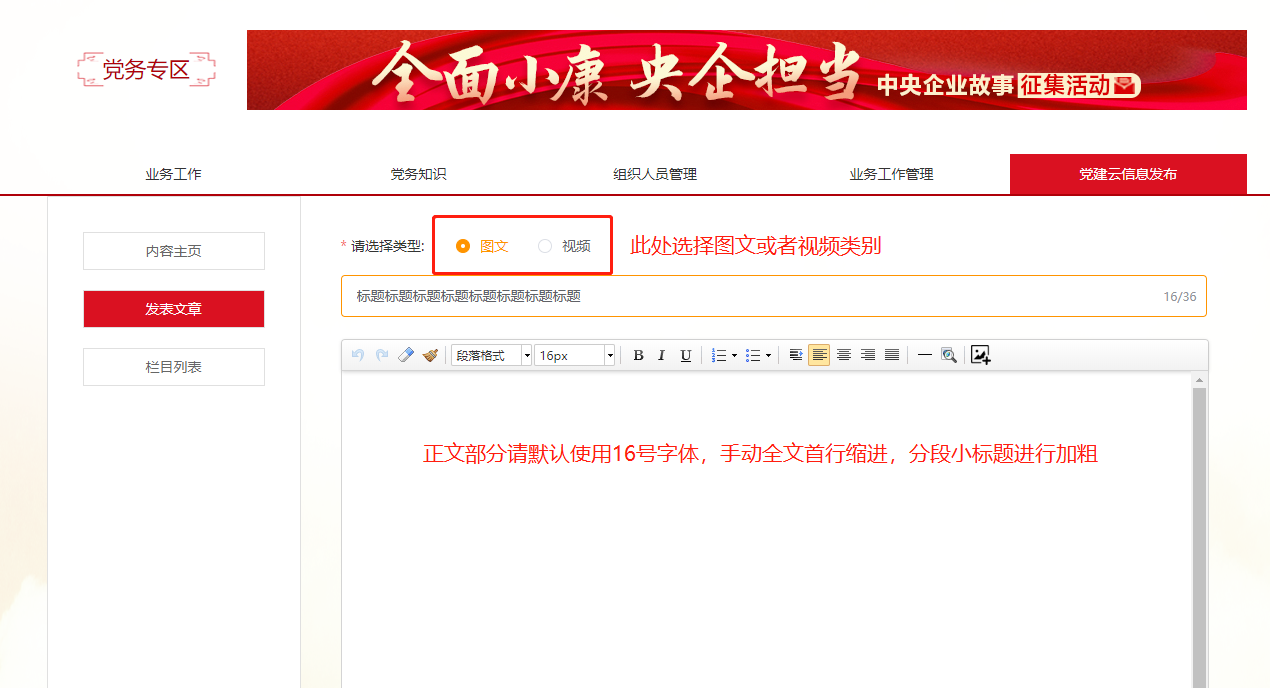 党务专区
全面小康 央企担当 中央企业故事征集活动
业务工作 党务知识 组织人员管理 业务工作管理 党建云信息发布
内容主页
发表文章
栏目列表
* 请选择类型: 图文 视频 此处选择图文或者视频类别
标题标题标题标题标题标题标题标题 16/36
段落格式 16px B I U
正文部分请默认使用16号字体，手动全文首行缩进，分段小标题进行加粗